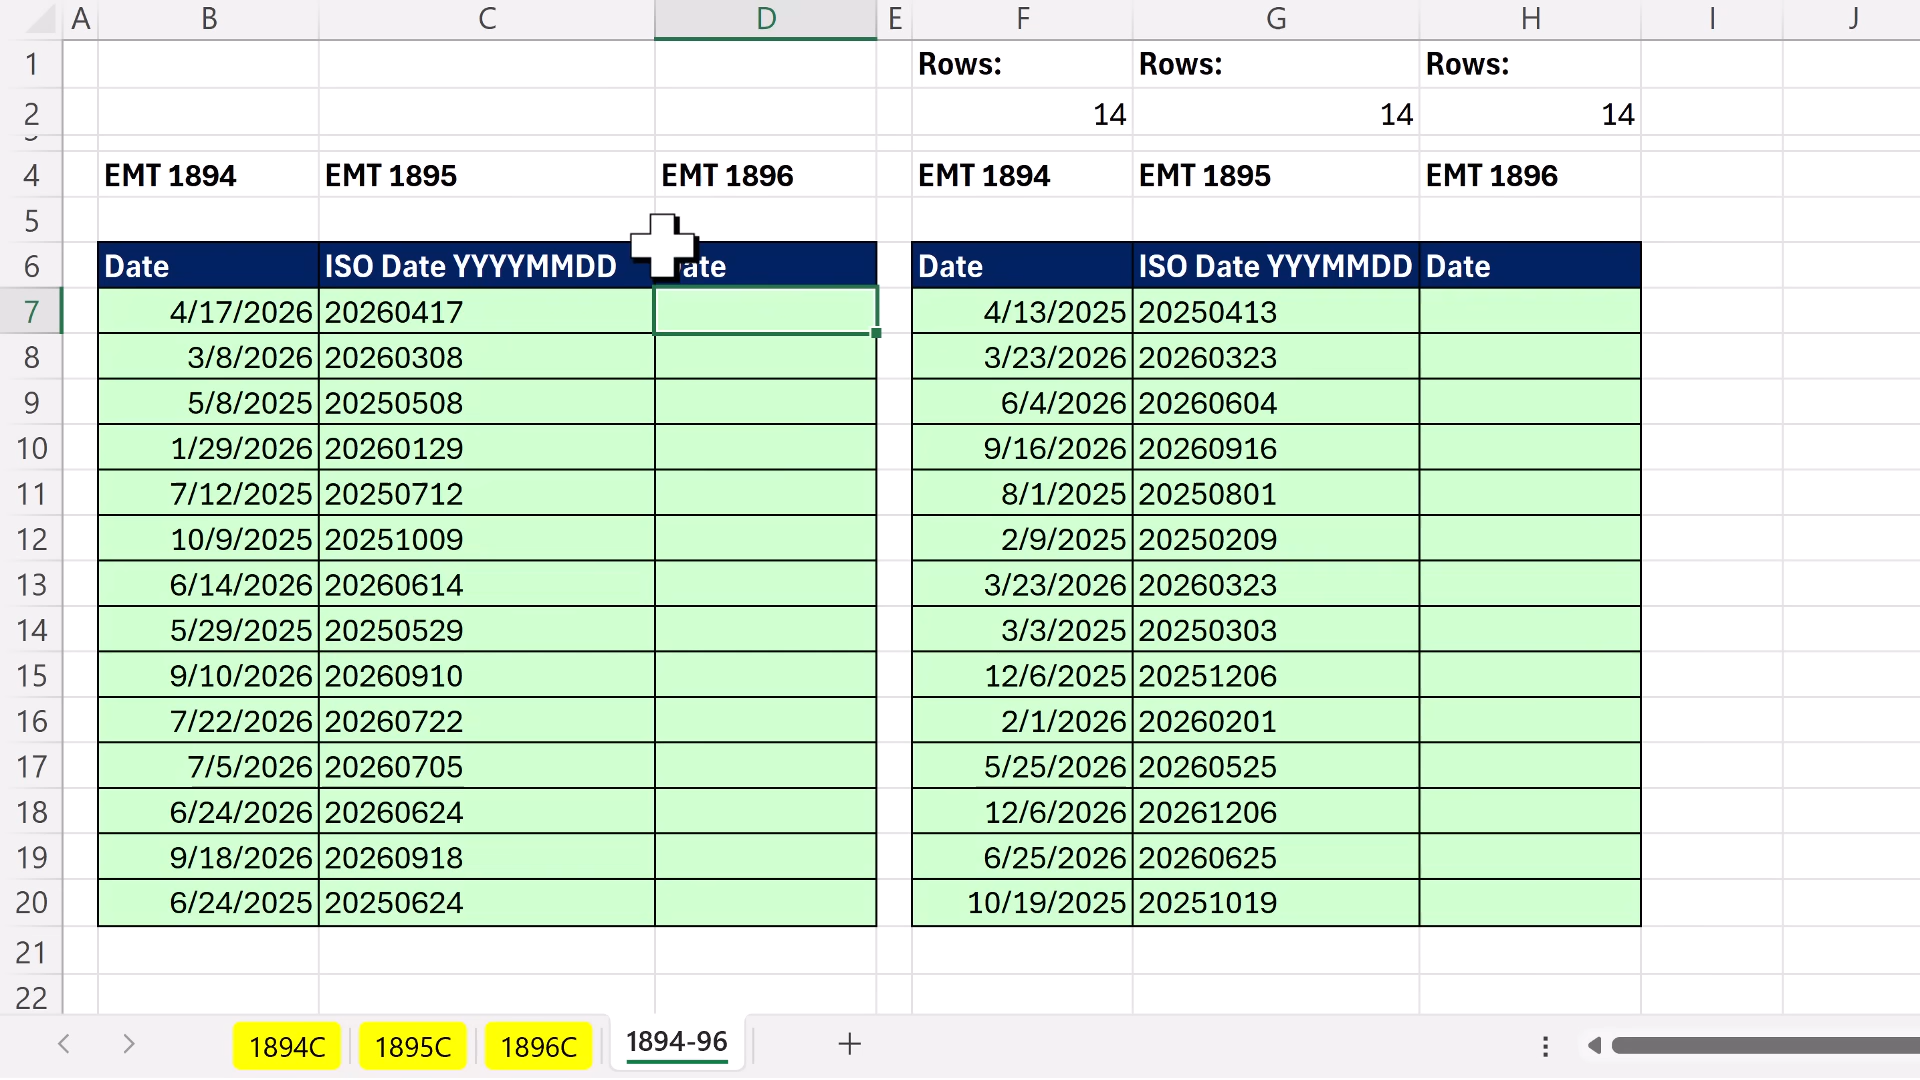 A B C D E F G H I J
1 Rows: Rows: Rows:
2 14 14 14
4 EMT 1894 EMT 1895 EMT 1896 EMT 1894 EMT 1895 EMT 1896
5
6 Date ISO Date YYYYMMDD ate Date ISO Date YYYMMDD Date
7 4/17/2026 20260417 4/13/2025 20250413
8 3/8/2026 20260308 3/23/2026 20260323
9 5/8/2025 20250508 6/4/2026 20260604
10 1/29/2026 20260129 9/16/2026 20260916
11 7/12/2025 20250712 8/1/2025 20250801
12 10/9/2025 20251009 2/9/2025 20250209
13 6/14/2026 20260614 3/23/2026 20260323
14 5/29/2025 20250529 3/3/2025 20250303
15 9/10/2026 20260910 12/6/2025 20251206
16 7/22/2026 20260722 2/1/2026 20260201
17 7/5/2026 20260705 5/25/2026 20260525
18 6/24/2026 20260624 12/6/2026 20261206
19 9/18/2026 20260918 6/25/2026 20260625
20 6/24/2025 20250624 10/19/2025 20251019
21
22
1894C 1895C 1896C 1894-96